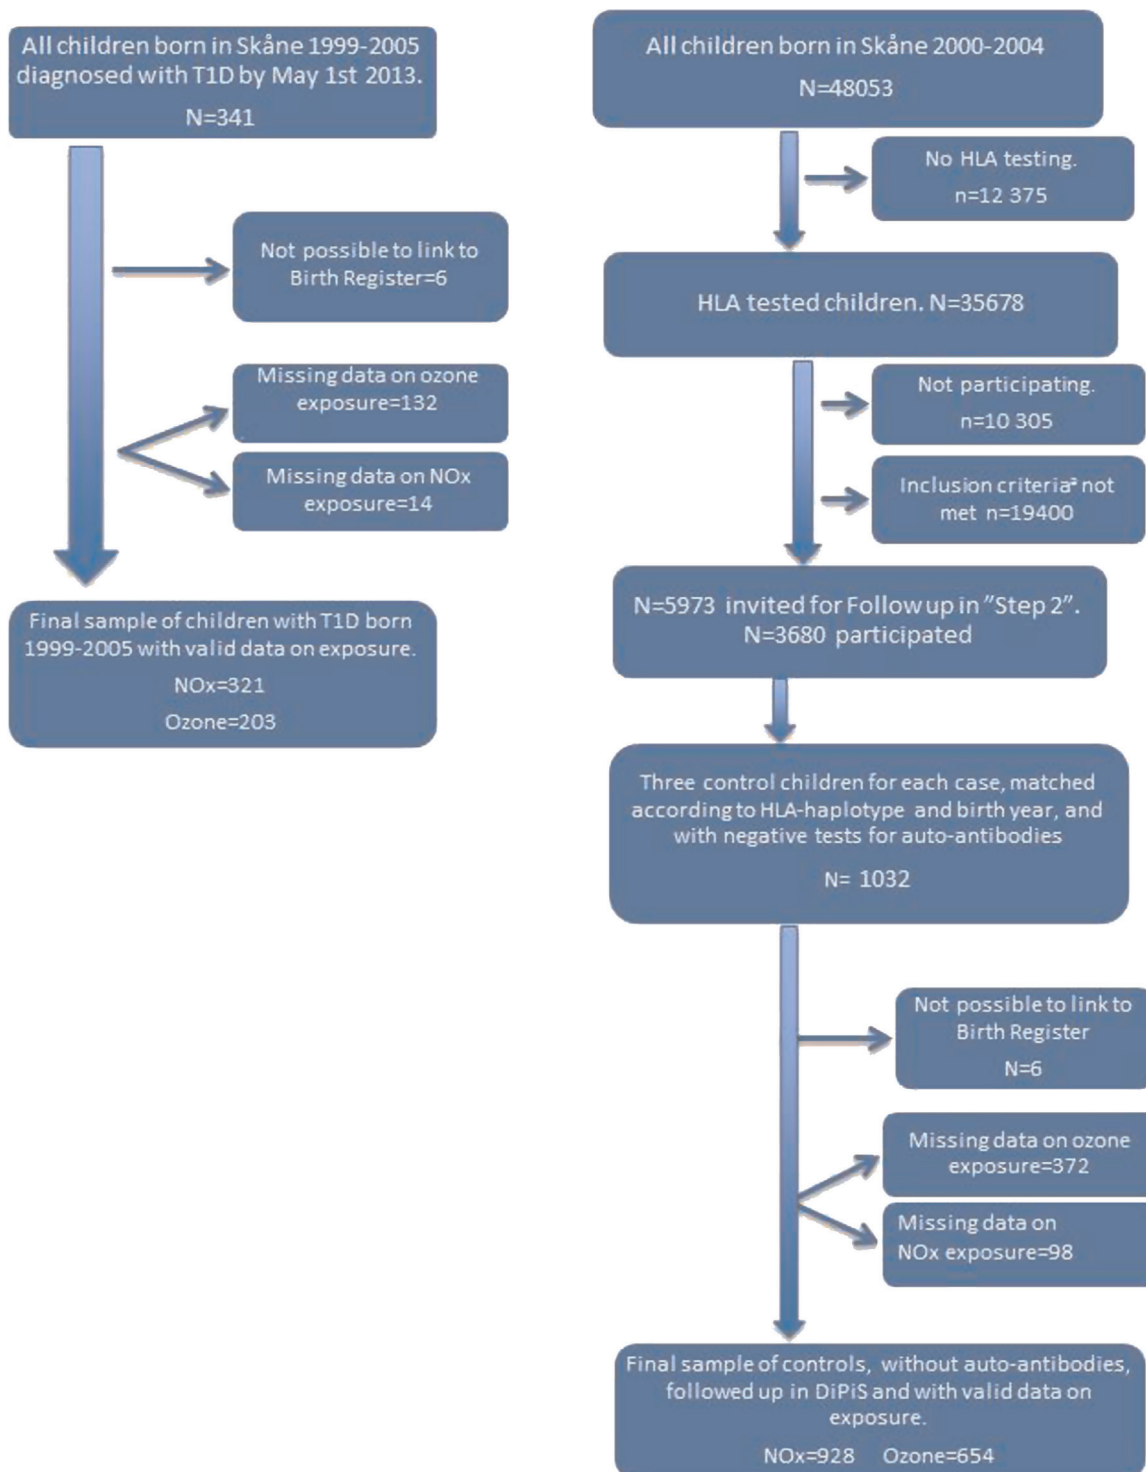 All children born in Skåne 1999-2005
diagnosed with T1D by May 1st 2013.
N=341
Not possible to link to
Birth Register=6
Missing data on ozone
exposure=132
Missing data on NOx
exposure=14
Final sample of children with T1D born
1999-2005 with valid data on exposure.
NOx=321
Ozone=203
All children born in Skåne 2000-2004
N=48053
No HLA testing.
n=12 375
HLA tested children. N=35678
Not participating.
n=10 305
Inclusion criteriaª not
met n=19400
N=5973 invited for Follow up in ”Step 2”.
N=3680 participated
Three control children for each case, matched
according to HLA-haplotype and birth year, and
with negative tests for auto-antibodies
N= 1032
Not possible to link to
Birth Register
N=6
Missing data on ozone
exposure=372
Missing data on
NOx exposure=98
Final sample of controls, without auto-antibodies,
followed up in DiPiS and with valid data on
exposure.
NOx=928 Ozone=654